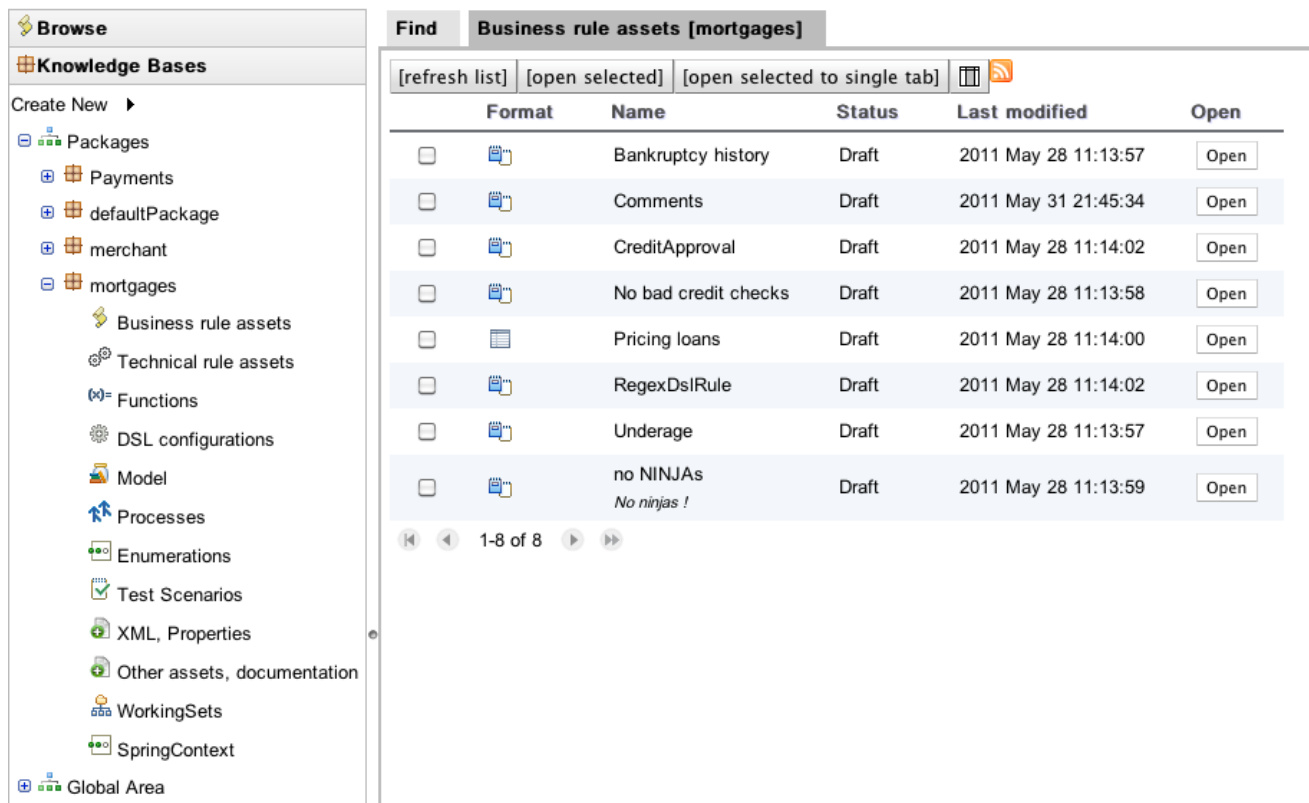 Browse
Knowledge Bases
Create New
Packages
Payments
defaultPackage
merchant
mortgages
Business rule assets
Technical rule assets
(x)= Functions
DSL configurations
Model
Processes
Enumerations
Test Scenarios
XML, Properties
Other assets, documentation
WorkingSets
SpringContext
Global Area
Find Business rule assets [mortgages]
[refresh list] [open selected] [open selected to single tab]
Format Name Status Last modified Open
Bankruptcy history Draft 2011 May 28 11:13:57 Open
Comments Draft 2011 May 31 21:45:34 Open
CreditApproval Draft 2011 May 28 11:14:02 Open
No bad credit checks Draft 2011 May 28 11:13:58 Open
Pricing loans Draft 2011 May 28 11:14:00 Open
RegexDslRule Draft 2011 May 28 11:14:02 Open
Underage Draft 2011 May 28 11:13:57 Open
no NINJAs Draft 2011 May 28 11:13:59 Open
No ninjas !
1-8 of 8